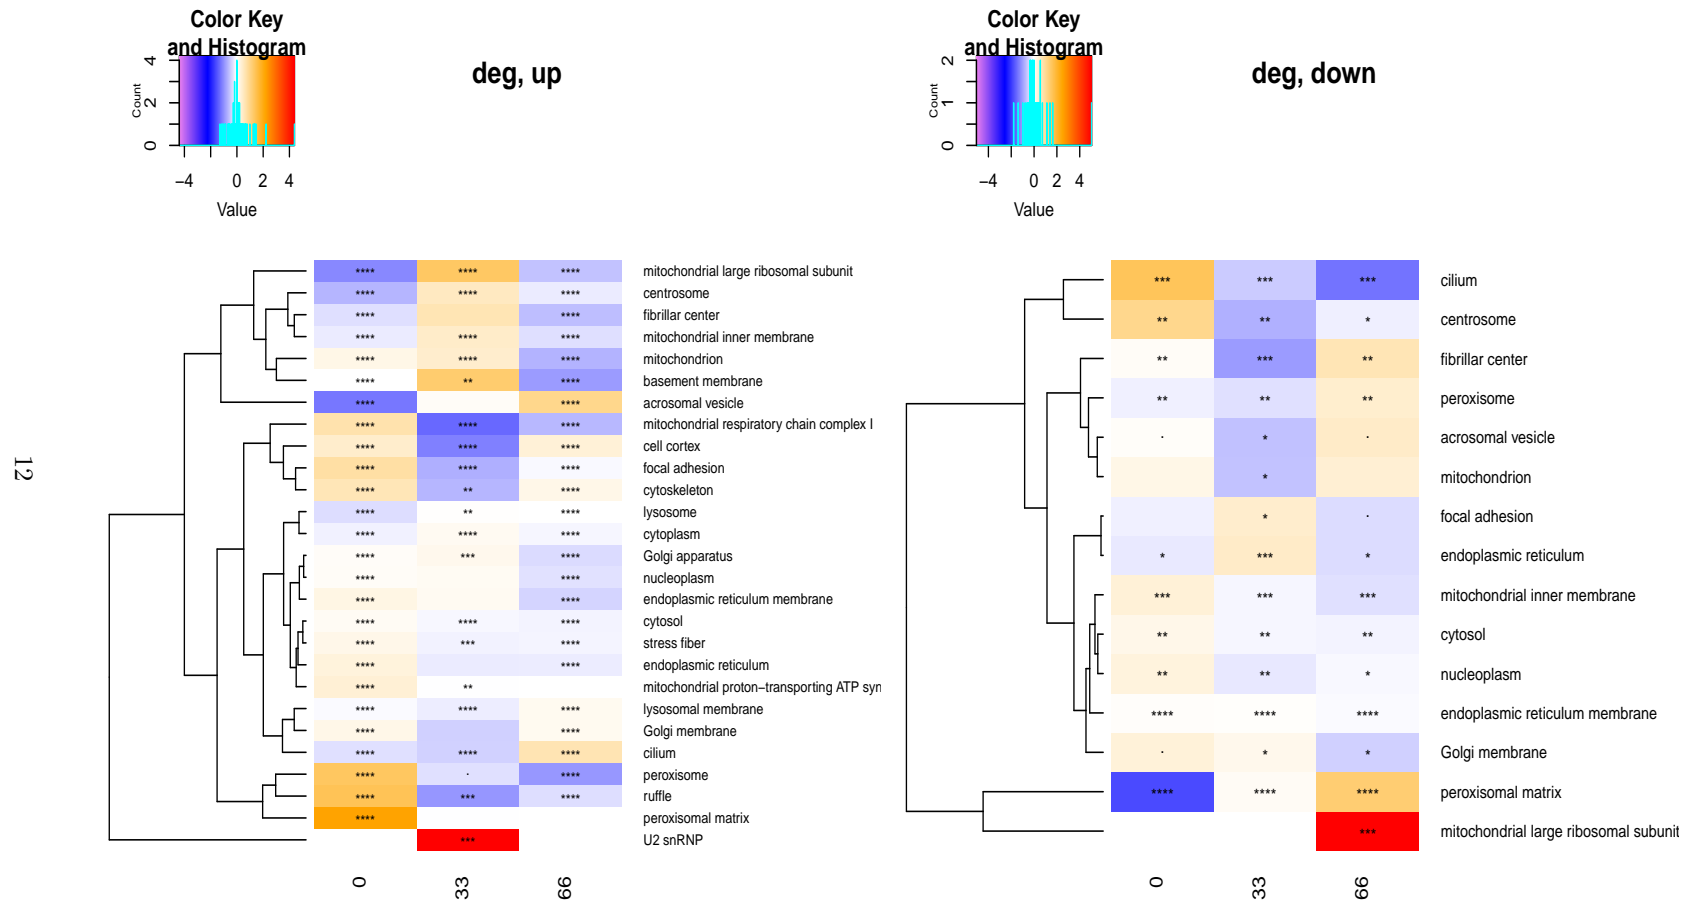 Color Key
and Histogram
Count
0 2 4
−4 0 2 4
Value
deg, up
**** **** **** mitochondrial large ribosomal subunit
**** **** **** centrosome
**** **** fibrillar center
**** **** **** mitochondrial inner membrane
**** **** **** mitochondrion
**** ** **** basement membrane
**** **** acrosomal vesicle
**** **** **** mitochondrial respiratory chain complex I
**** **** **** cell cortex
**** **** **** focal adhesion
**** ** **** cytoskeleton
**** ** **** lysosome
**** **** **** cytoplasm
**** *** **** Golgi apparatus
**** **** nucleoplasm
**** **** endoplasmic reticulum membrane
**** **** **** cytosol
**** *** **** stress fiber
**** **** endoplasmic reticulum
**** ** mitochondrial proton−transporting ATP syn
**** **** **** lysosomal membrane
**** **** Golgi membrane
**** **** **** cilium
**** . **** peroxisome
**** *** **** ruffle
**** peroxisomal matrix
*** U2 snRNP
0 33 66
Color Key
and Histogram
Count
0 1 2
−4 0 2 4
Value
deg, down
*** *** *** cilium
** ** * centrosome
** *** ** fibrillar center
** ** ** peroxisome
. * . acrosomal vesicle
* mitochondrion
* . focal adhesion
* *** * endoplasmic reticulum
*** *** *** mitochondrial inner membrane
** ** ** cytosol
** ** * nucleoplasm
**** **** **** endoplasmic reticulum membrane
. * * Golgi membrane
**** **** **** peroxisomal matrix
*** mitochondrial large ribosomal subunit
0 33 66
12